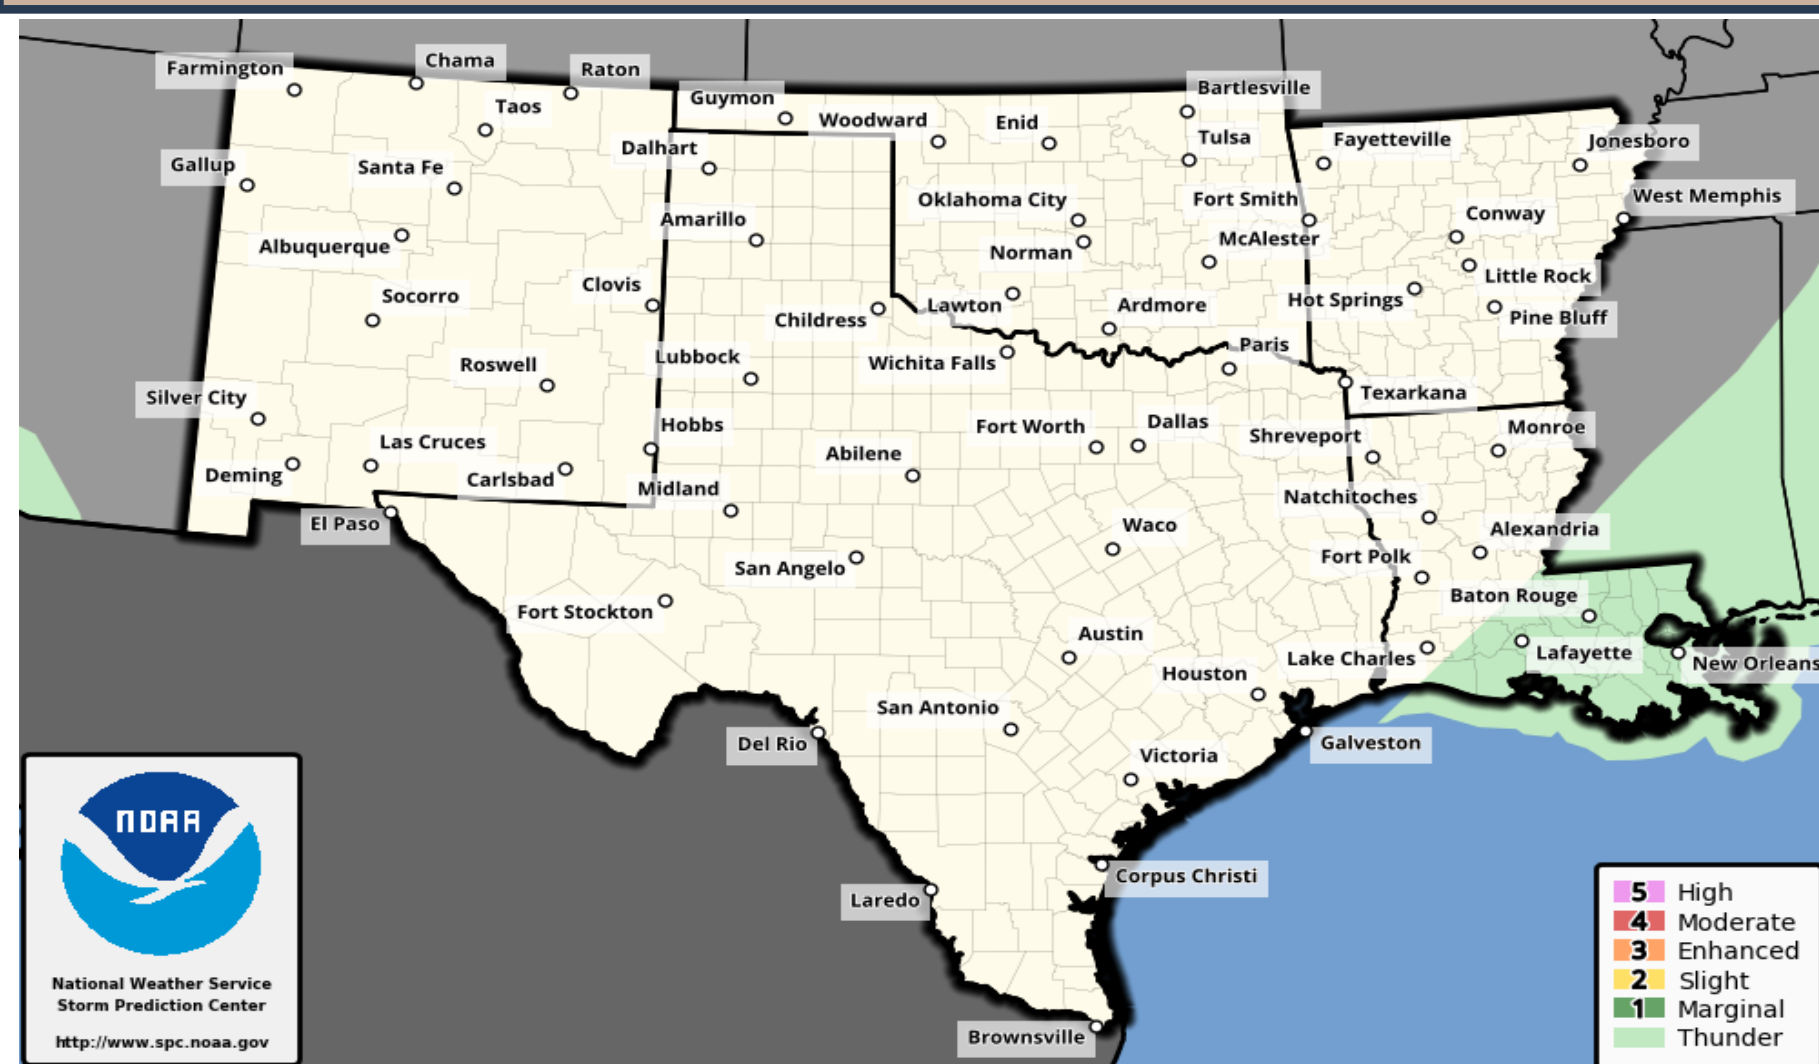 Farmington
Chama
Raton
Taos
Guymon
Woodward
Enid
Bartlesville
Tulsa
Fayetteville
Jonesboro
Gallup
Santa Fe
Dalhart
Amarillo
Oklahoma City
Fort Smith
West Memphis
Conway
Albuquerque
Norman
McAlester
Little Rock
Socorro
Clovis
Childress
Lawton
Ardmore
Hot Springs
Pine Bluff
Roswell
Lubbock
Wichita Falls
Paris
Silver City
Texarkana
Las Cruces
Hobbs
Abilene
Fort Worth
Dallas
Shreveport
Monroe
Deming
Carlsbad
Midland
Natchitoches
El Paso
San Angelo
Waco
Fort Polk
Alexandria
Fort Stockton
Austin
Baton Rouge
Houston
Lake Charles
Lafayette
New Orleans
Del Rio
San Antonio
Victoria
Galveston
Laredo
Corpus Christi
Brownsville
NOAA
National Weather Service
Storm Prediction Center
http://www.spc.noaa.gov
5 High
4 Moderate
3 Enhanced
2 Slight
1 Marginal
Thunder